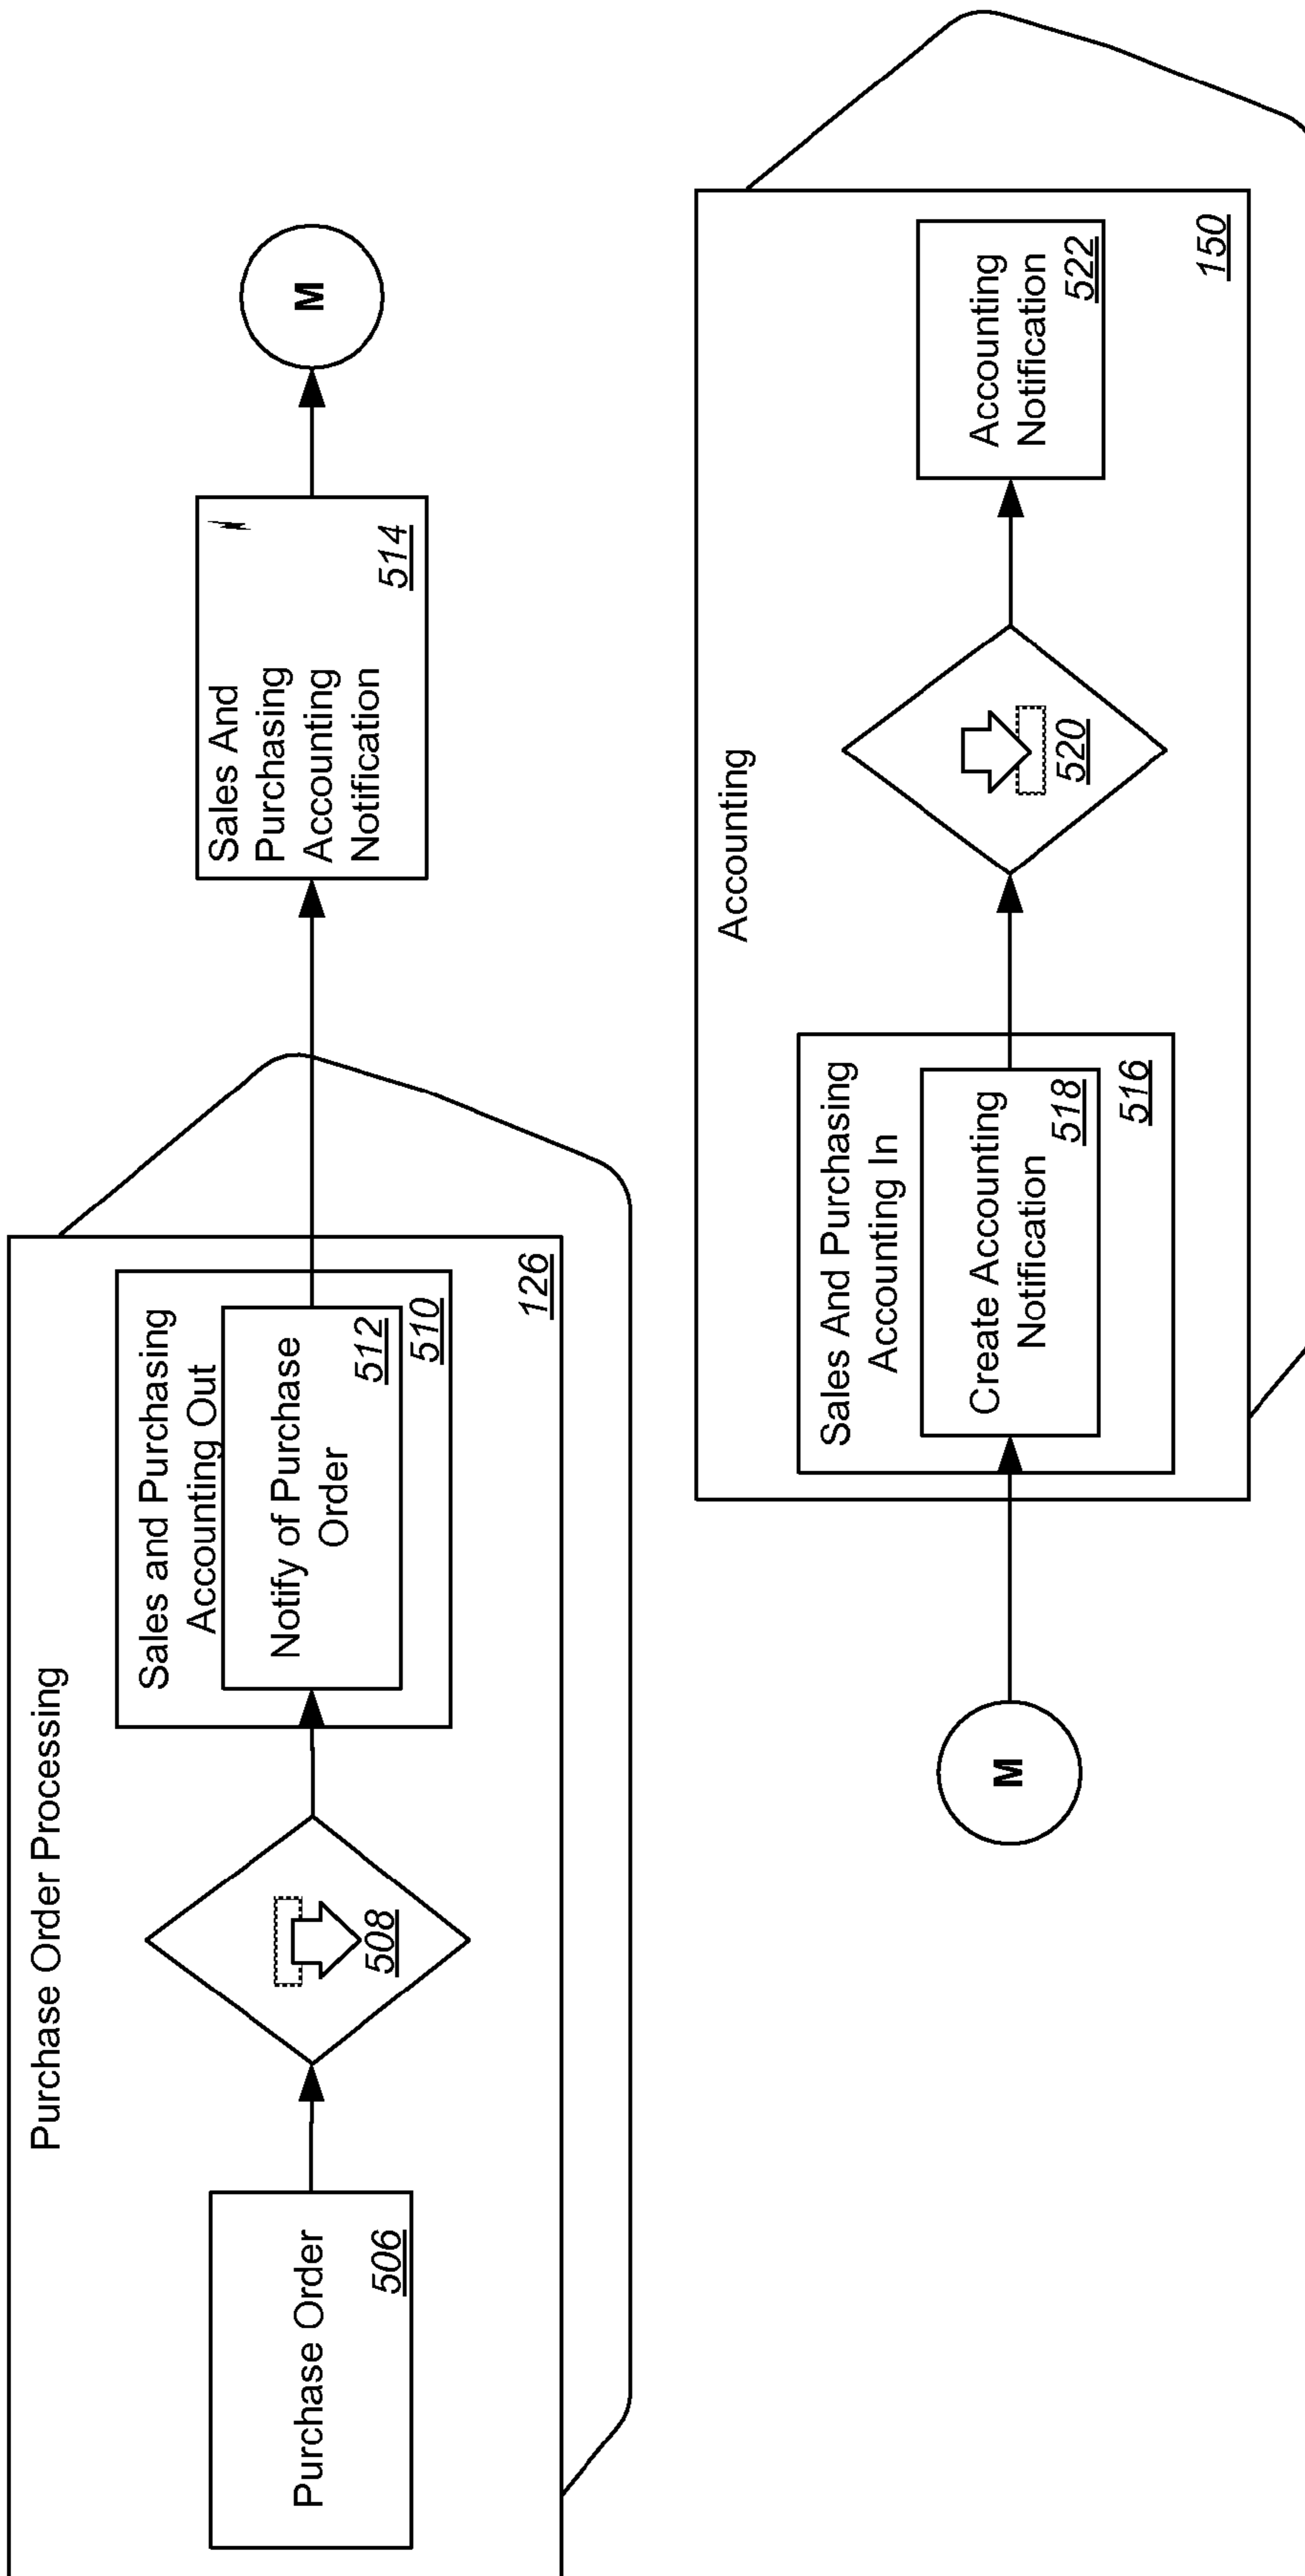 Purchase Order Processing
Purchase Order
506
508
Sales and Purchasing
Accounting Out
Notify of Purchase
Order
512
510
126
Sales And
Purchasing
Accounting
Notification
514
M
M
Accounting
Sales And Purchasing
Accounting In
Create Accounting
Notification
518
516
520
Accounting
Notification
522
150